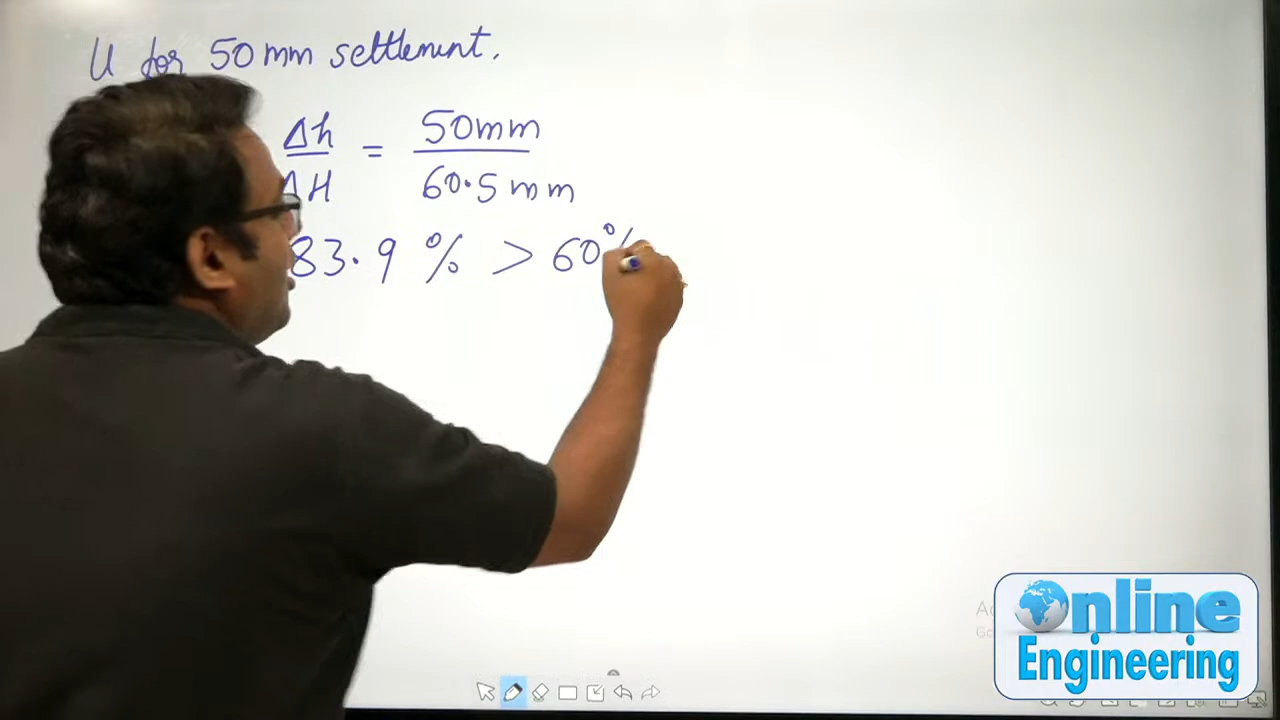 U for 50 mm settlement.
Δh = 50mm
ΔH 60.5 mm
83.9 % > 60%
Online
Engineering